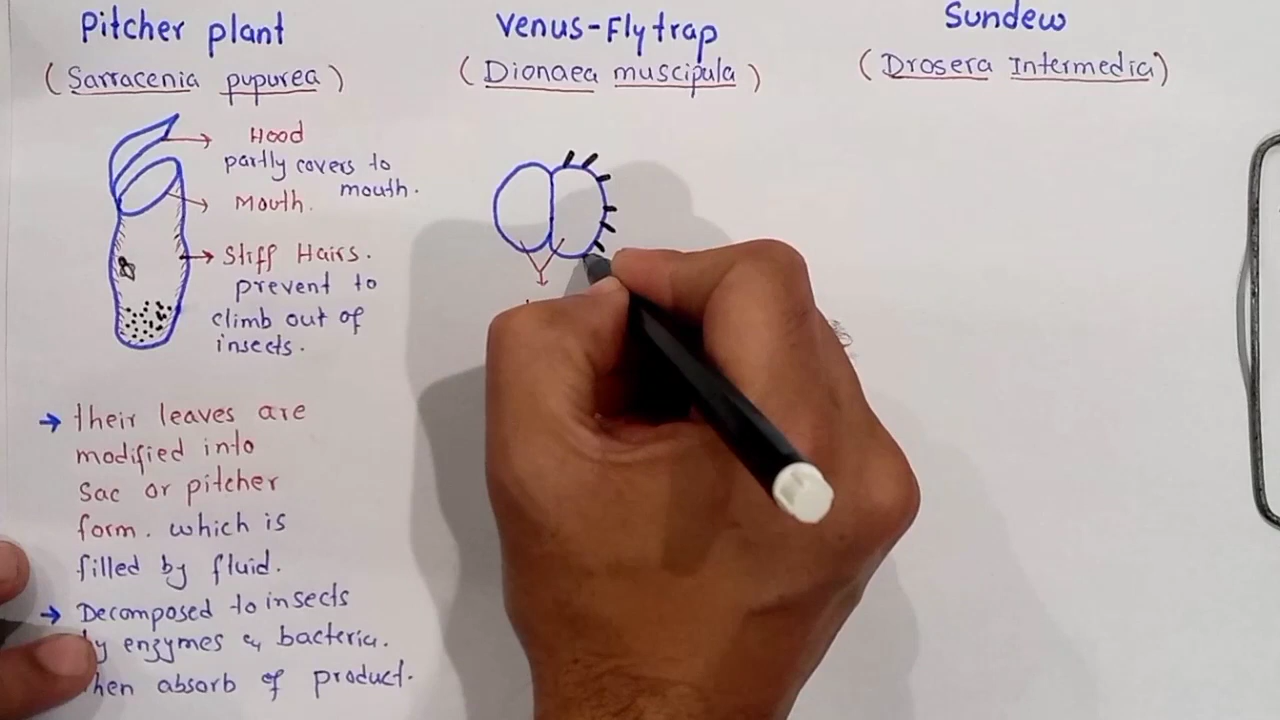 Pitcher plant
(Sarracenia pupurea)
Hood
partly covers to
mouth.
Mouth.
Stiff Hairs.
prevent to
climb out of
insects.
→ their leaves are
modified into
Sac or pitcher
form. which is
filled by fluid.
→ Decomposed to insects
enzymes & bacteria.
absorb of product.
Venus-Fly trap
(Dionaea muscipula)
Sundew
(Drosera Intermedia)